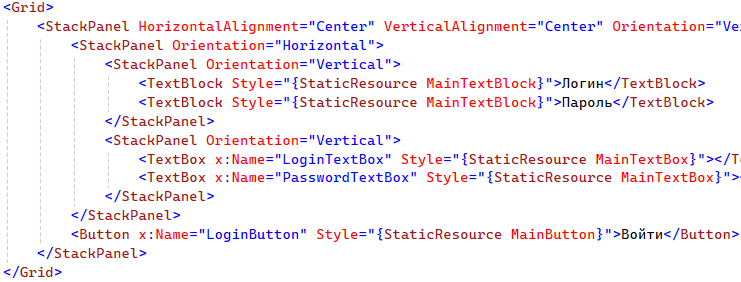 <Grid>
<StackPanel HorizontalAlignment="Center" VerticalAlignment="Center" Orientation="Ve
<StackPanel Orientation="Horizontal">
<StackPanel Orientation="Vertical">
<TextBlock Style="{StaticResource MainTextBlock}">Логин</TextBlock>
<TextBlock Style="{StaticResource MainTextBlock}">Пароль</TextBlock>
</StackPanel>
<StackPanel Orientation="Vertical">
<TextBox x:Name="LoginTextBox" Style="{StaticResource MainTextBox}"></T
<TextBox x:Name="PasswordTextBox" Style="{StaticResource MainTextBox}">
</StackPanel>
</StackPanel>
<Button x:Name="LoginButton" Style="{StaticResource MainButton}">Войти</Button>
</StackPanel>
</Grid>